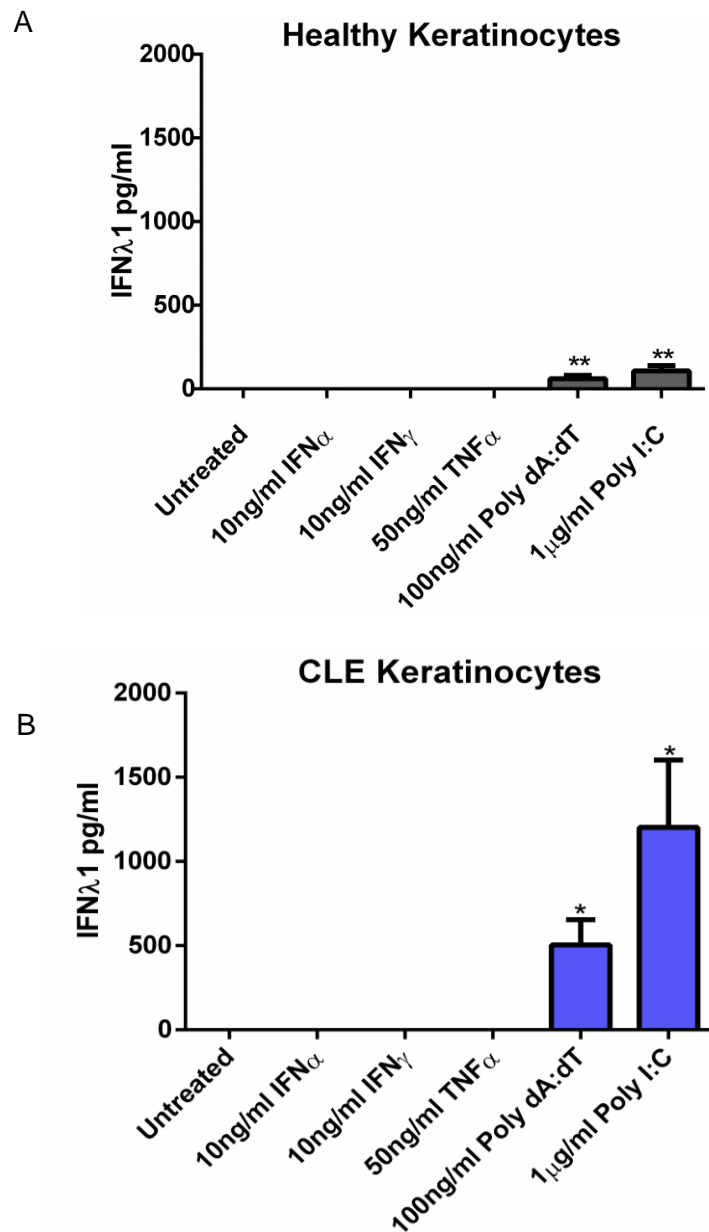 A
Healthy Keratinocytes
2000
1500
1000
500
0
IFNλ1 pg/ml
**
**
Untreated
10ng/ml IFNα
10ng/ml IFNγ
50ng/ml TNFα
100ng/ml Poly dA:dT
1μg/ml Poly I:C
B
CLE Keratinocytes
2000
1500
1000
500
0
IFNλ1 pg/ml
*
*
Untreated
10ng/ml IFNα
10ng/ml IFNγ
50ng/ml TNFα
100ng/ml Poly dA:dT
1μg/ml Poly I:C